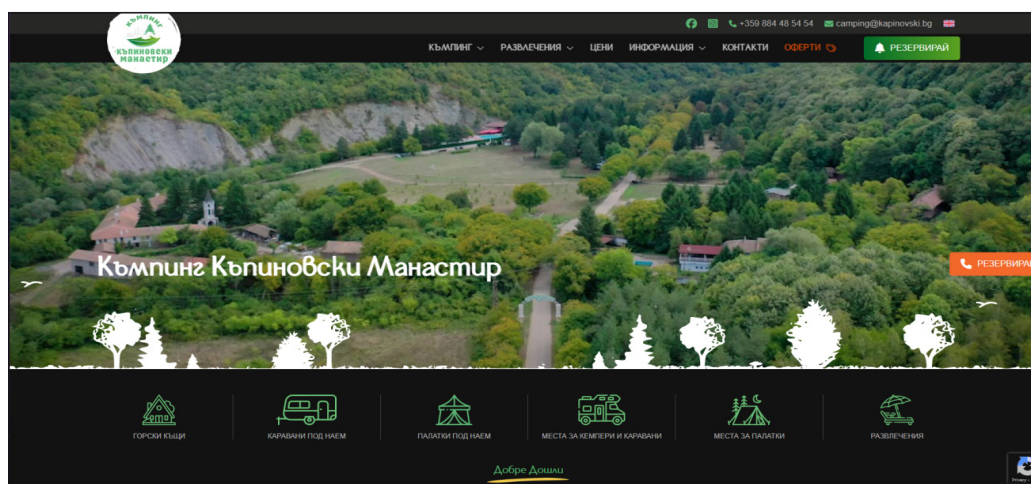 КЪМПИНГ
КЪПИНОВСКИ
МАНАСТИР
+359 884 48 54 54
camping@kapinovski.bg
КЪМПИНГ
РАЗВЛЕЧЕНИЯ
ЦЕНИ
ИНФОРМАЦИЯ
КОНТАКТИ
ОФЕРТИ
РЕЗЕРВИРАЙ
Къмпинг Къпиновски Манастир
РЕЗЕРВИРА
ГОРСКИ КЪЩИ
КАРАВАНИ ПОД НАЕМ
ПАЛАТКИ ПОД НАЕМ
МЕСТА ЗА КЕМПЕРИ И КАРАВАНИ
МЕСТА ЗА ПАЛАТКИ
РАЗВЛЕЧЕНИЯ
Добре Дошли